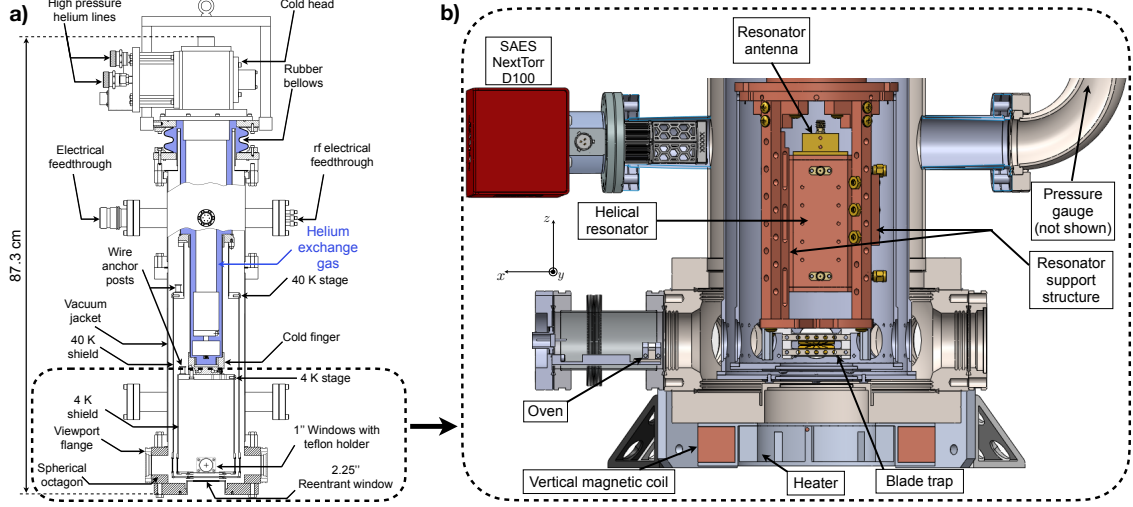 a)
High pressure
helium lines
Cold head
Rubber
bellows
Electrical
feedthrough
rf electrical
feedthrough
87.3 cm
Helium
exchange
gas
Wire
anchor
posts
40 K stage
Vacuum
jacket
40 K
shield
Cold finger
4 K stage
4 K
shield
Viewport
flange
1'' Windows with
teflon holder
Spherical
octagon
2.25''
Reentrant window
b)
SAES
NextTorr
D100
Resonator
antenna
Helical
resonator
Pressure
gauge
(not shown)
Resonator
support
structure
z
x
y
Oven
Vertical magnetic coil
Heater
Blade trap